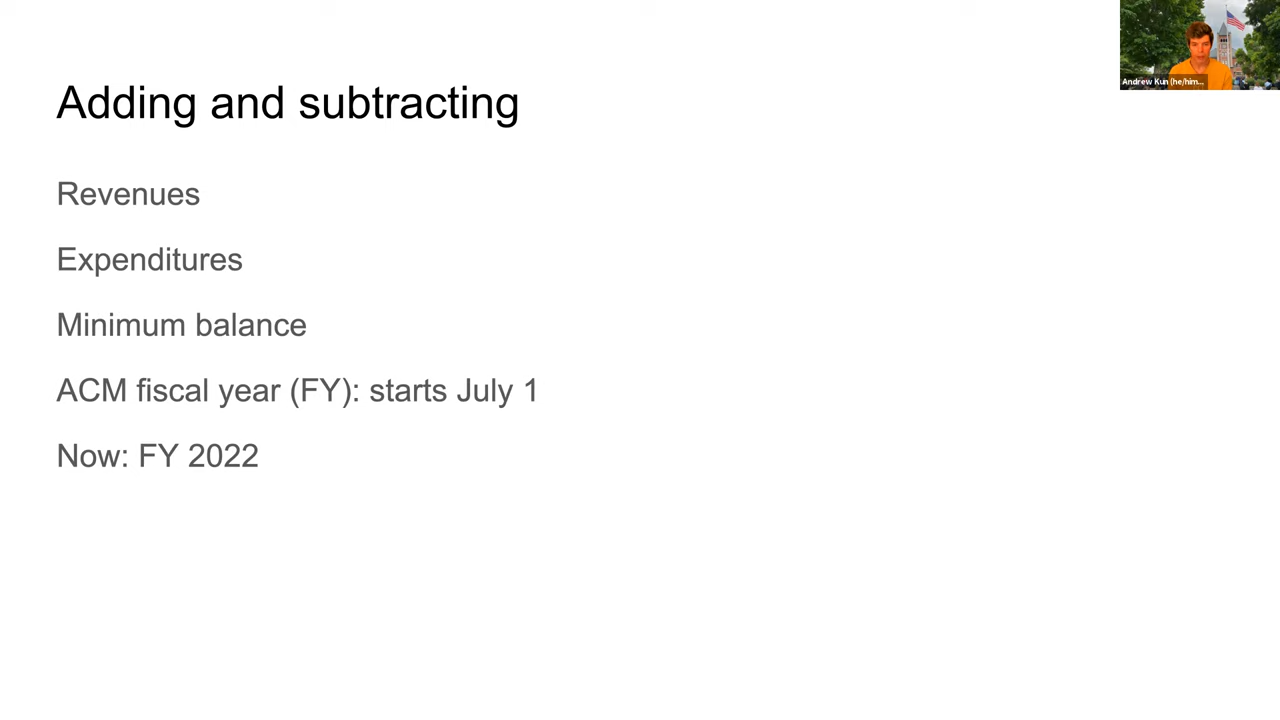 Adding and subtracting
Revenues
Expenditures
Minimum balance
ACM fiscal year (FY): starts July 1
Now: FY 2022
Andrew Kun (he/him...